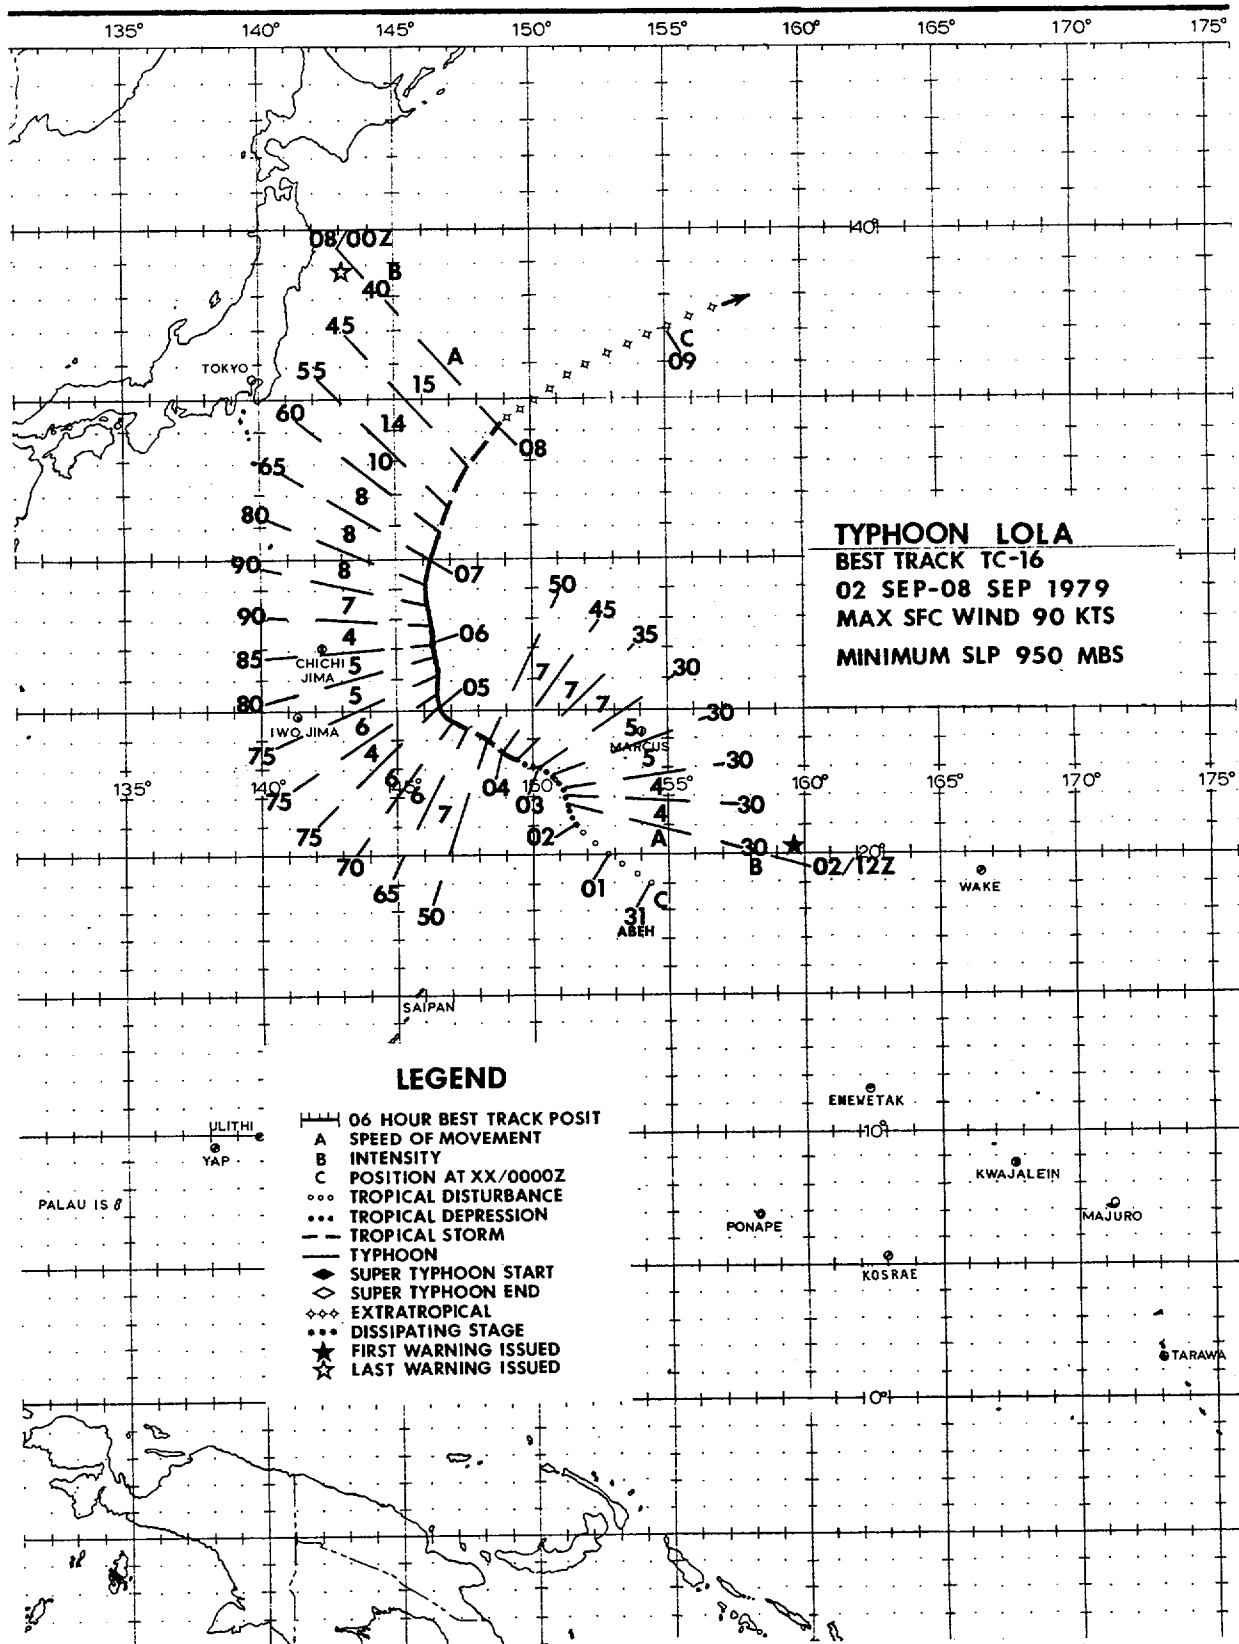 135° 140° 145° 150° 155° 160° 165° 170° 175°
08/00Z
40°
B
40
45
C
09
A
TOKYO
55
15
60
14
08
10
65
8
80
8
TYPHOON LOLA
BEST TRACK TC-16
02 SEP-08 SEP 1979
MAX SFC WIND 90 KTS
MINIMUM SLP 950 MBS
90
8
07
50
7
45
90
4
06
35
85
CHICHI
JIMA
5
30
7
7
7
05
80
5
IWO JIMA
6
5
MARCUS
30
75
4
5
30
135° 140° 145° 150° 160° 165° 170° 175°
6
04
4
75
6
03
30
7
4
75
02
A
30
20°
70
B
02/12Z
65
01
WAKE
50
C
31
ABEH
SAIPAN
LEGEND
06 HOUR BEST TRACK POSIT
A SPEED OF MOVEMENT
B INTENSITY
C POSITION AT XX/0000Z
TROPICAL DISTURBANCE
TROPICAL DEPRESSION
TROPICAL STORM
TYPHOON
SUPER TYPHOON START
SUPER TYPHOON END
EXTRATROPICAL
DISSIPATING STAGE
FIRST WARNING ISSUED
LAST WARNING ISSUED
ENEWETAK
ULITHI
10°
YAP
KWAJALEIN
PALAU IS
PONAPE
MAJURO
KOSRAE
TARAWA
0°